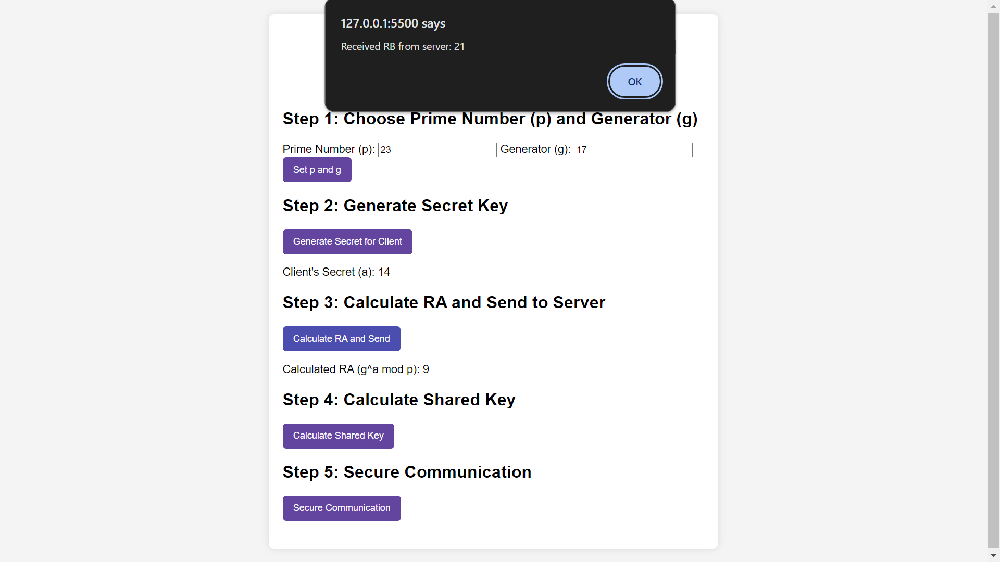 127.0.0.1:5500 says
Received RB from server: 21
OK
Step 1: Choose Prime Number (p) and Generator (g)
Prime Number (p): 23 Generator (g): 17
Set p and g
Step 2: Generate Secret Key
Generate Secret for Client
Client's Secret (a): 14
Step 3: Calculate RA and Send to Server
Calculate RA and Send
Calculated RA (g^a mod p): 9
Step 4: Calculate Shared Key
Calculate Shared Key
Step 5: Secure Communication
Secure Communication